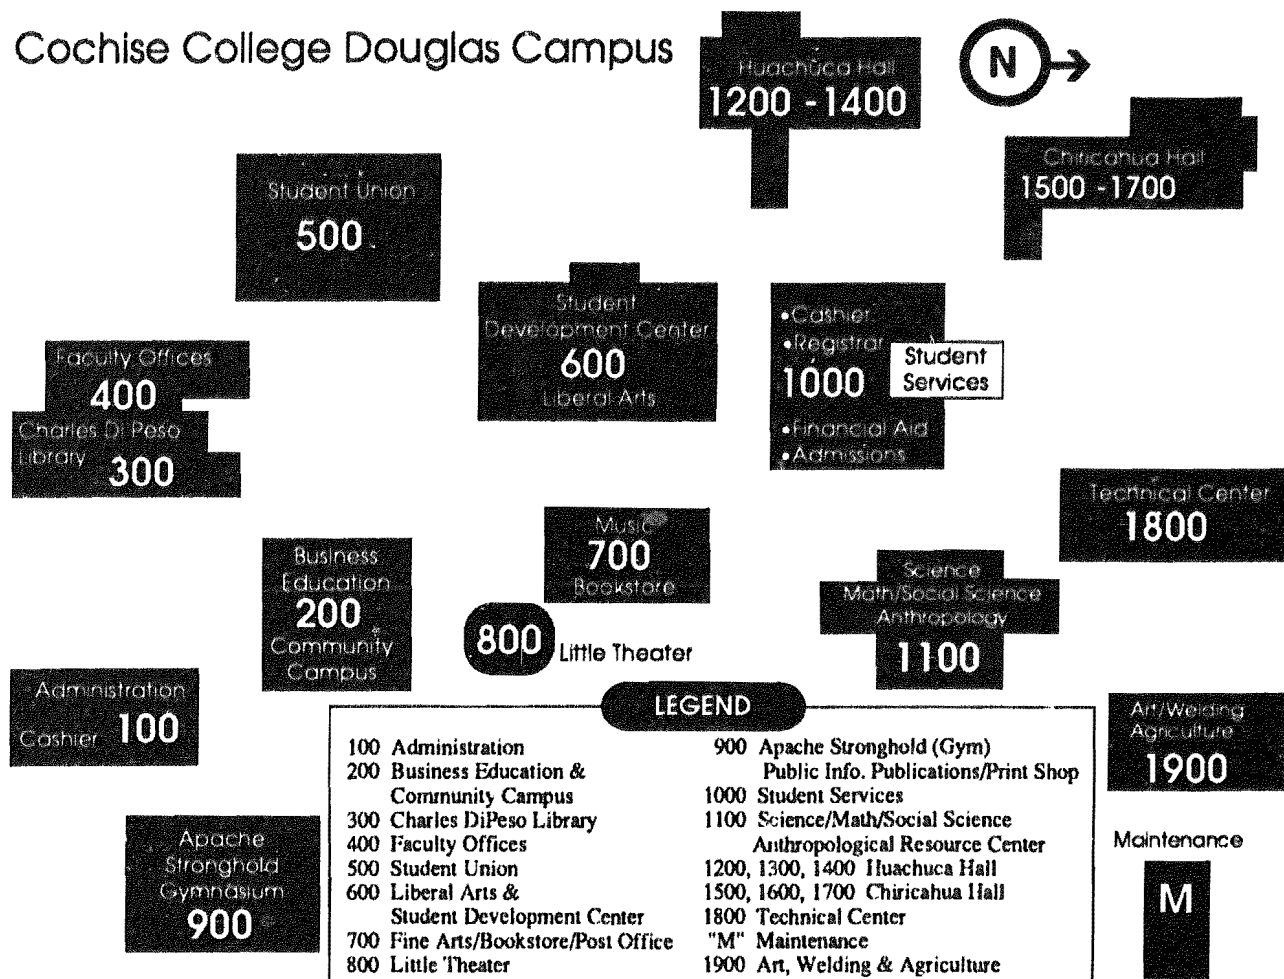 Cochise College Douglas Campus
N
Huachuca Hall
1200 - 1400
Chiricahua Hall
1500 - 1700
Student Union
500
Student
Development Center
600
Liberal Arts
•Cashier
•Registrar
1000
Student
Services
•Financial Aid
•Admissions
Faculty Offices
400
Charles Di Peso
Library
300
Technical Center
1800
Music
700
Bookstore
Business
Education
200
Community
Campus
Science
Math/Social Science
Anthropology
1100
800
Little Theater
Administration
Cashier 100
Art/Welding
Agriculture
1900
Apache
Stronghold
Gymnasium
900
Maintenance
M
LEGEND
100 Administration
200 Business Education &
Community Campus
300 Charles DiPeso Library
400 Faculty Offices
500 Student Union
600 Liberal Arts &
Student Development Center
700 Fine Arts/Bookstore/Post Office
800 Little Theater
900 Apache Stronghold (Gym)
Public Info. Publications/Print Shop
1000 Student Services
1100 Science/Math/Social Science
Anthropological Resource Center
1200, 1300, 1400 Huachuca Hall
1500, 1600, 1700 Chiricahua Hall
1800 Technical Center
"M" Maintenance
1900 Art, Welding & Agriculture